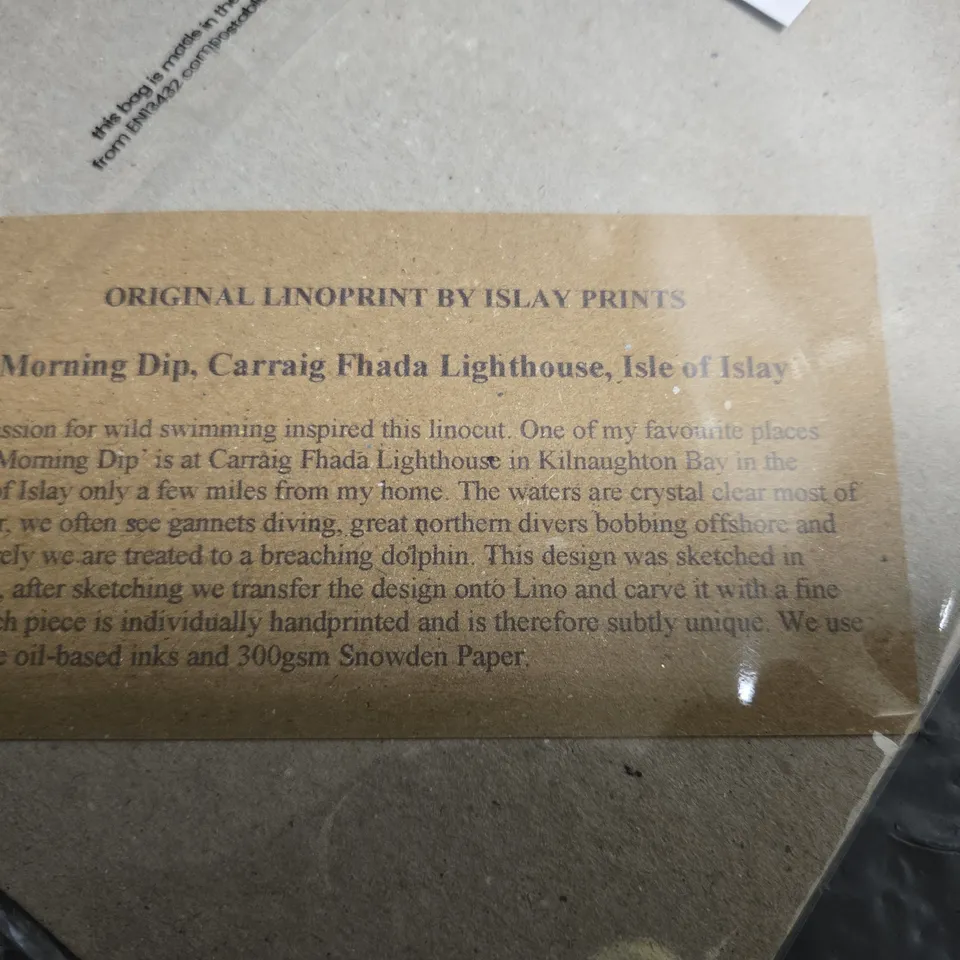 this bag is made in the
from EN13432 compostable
ORIGINAL LINOPRINT BY ISLAY PRINTS
Morning Dip, Carraig Fhada Lighthouse, Isle of Islay
ssion for wild swimming inspired this linocut. One of my favourite places
Morning Dip' is at Carraig Fhada Lighthouse in Kilnaughton Bay in the
of Islay only a few miles from my home. The waters are crystal clear most of
r, we often see gannets diving, great northern divers bobbing offshore and
ely we are treated to a breaching dolphin. This design was sketched in
, after sketching we transfer the design onto Lino and carve it with a fine
ch piece is individually handprinted and is therefore subtly unique. We use
e oil-based inks and 300gsm Snowden Paper.